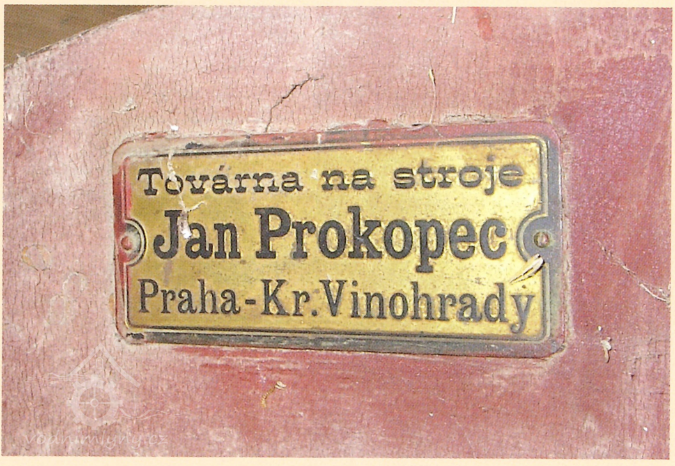 Továrna na stroje
Jan Prokopec
Praha-Kr. Vinohrady